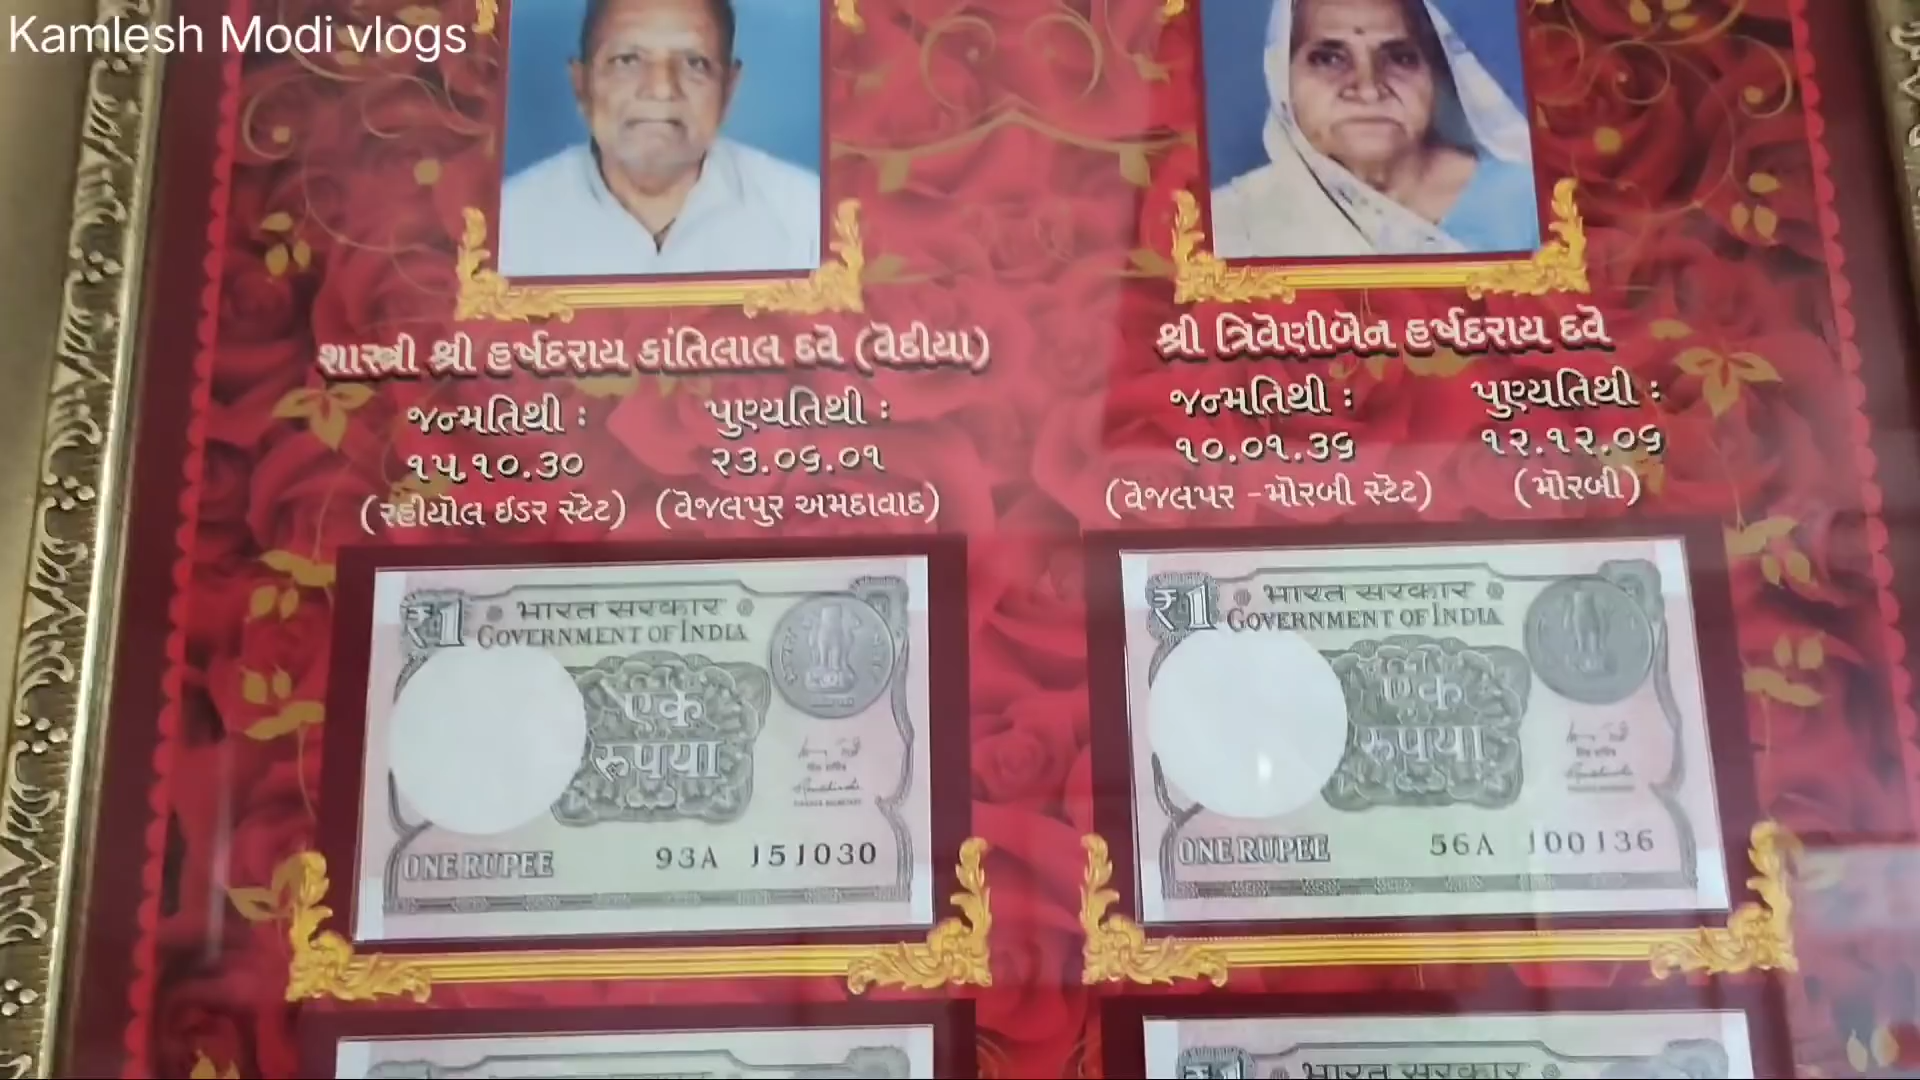 Kamlesh Modi vlogs
શાસ્ત્રી શ્રી હર્ષદરાય કાંતિલાલ દવે (વેદીયા)
જન્મતિથી : પુણ્યતિથી :
૧૫.૧૦.૩૦ ૨૩.૦૬.૦૧
(રહીયોલ ઇડર સ્ટેટ) (વેજલપુર અમદાવાદ)
શ્રી ત્રિવેણીબેન હર્ષદરાય દવે
જન્મતિથી : પુણ્યતિથી :
૧૦.૦૧.૩૬ ૧૨.૧૨.૦૬
(વેજલપર -મોરબી સ્ટેટ) (મોરબી)
₹1 भारत सरकार
GOVERNMENT OF INDIA
एक
रुपया
ONE RUPEE 93A 151030
₹1 भारत सरकार
GOVERNMENT OF INDIA
एक
रुपया
ONE RUPEE 56A 100136
₹1 भारत सरकार